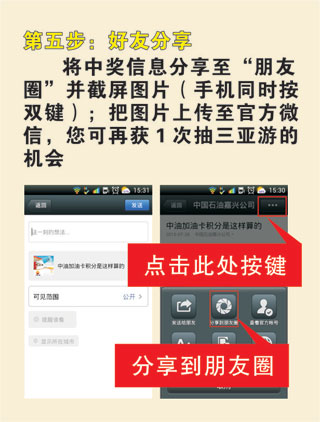 第五步：好友分享
将中奖信息分享至“朋友
圈”并截屏图片（手机同时按
双键）；把图片上传至官方微
信，您可再获1次抽三亚游的
机会
15:31
返回
发送
这一刻的想法...
中油加油卡积分是这样算的
可见范围
公开
提醒谁看
显示所在城市
15:30
返回
中国石油嘉兴公司
中油加油卡积分是这样算的
点击此处按键
发送给朋友
分享到朋友圈
查看官方帐号
分享到朋友圈